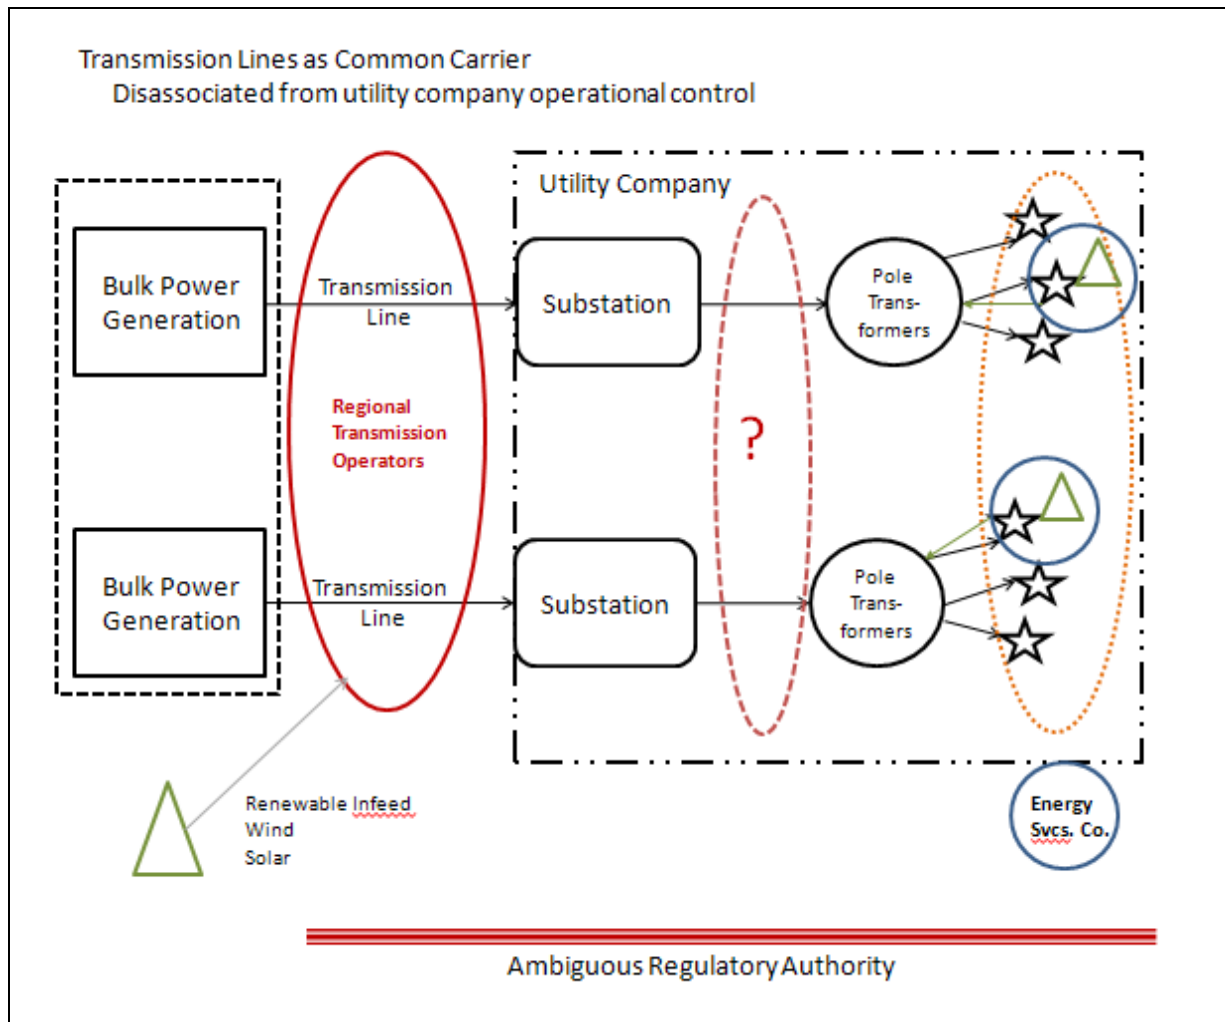 Transmission Lines as Common Carrier
Disassociated from utility company operational control
Utility Company
Bulk Power
Generation
Transmission
Line
Substation
Pole
Trans-
formers
Regional
Transmission
Operators
?
Bulk Power
Generation
Transmission
Line
Substation
Pole
Trans-
formers
Renewable Infeed
Wind
Solar
Energy
Svcs. Co.
Ambiguous Regulatory Authority